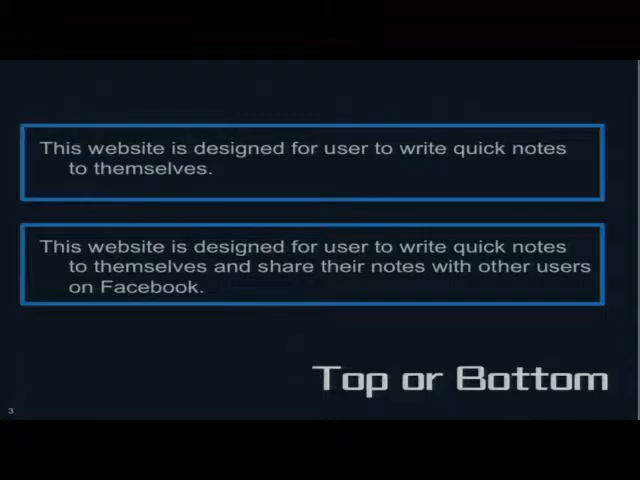 This website is designed for user to write quick notes
to themselves.
This website is designed for user to write quick notes
to themselves and share their notes with other users
on Facebook.
Top or Bottom
3